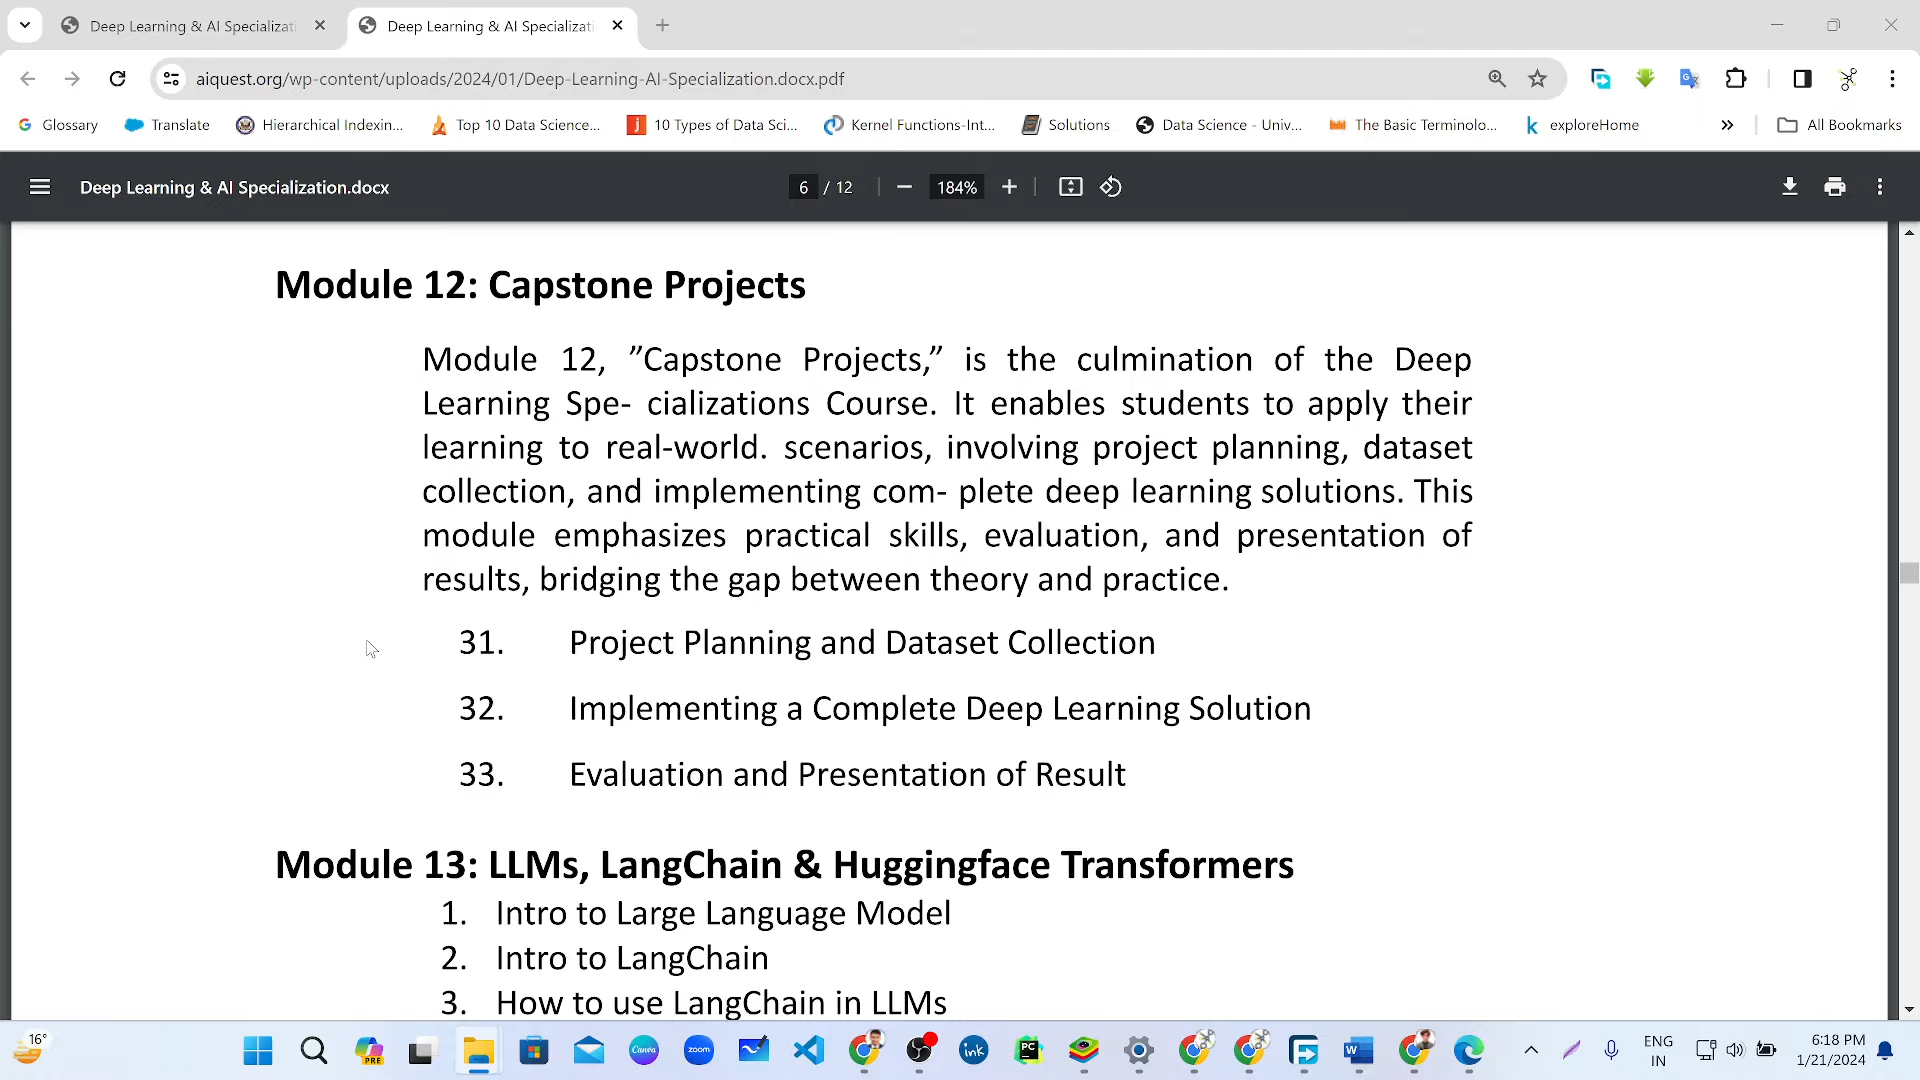 Deep Learning & AI Specializati
Deep Learning & AI Specializati
aiquest.org/wp-content/uploads/2024/01/Deep-Learning-AI-Specialization.docx.pdf
Glossary
Translate
Hierarchical Indexin...
Top 10 Data Science...
10 Types of Data Sci...
Kernel Functions-Int...
Solutions
Data Science - Univ...
The Basic Terminolo...
exploreHome
All Bookmarks
Deep Learning & AI Specialization.docx
6 / 12
184%
Module 12: Capstone Projects
Module 12, ”Capstone Projects,” is the culmination of the Deep
Learning Spe- cializations Course. It enables students to apply their
learning to real-world. scenarios, involving project planning, dataset
collection, and implementing com- plete deep learning solutions. This
module emphasizes practical skills, evaluation, and presentation of
results, bridging the gap between theory and practice.
31. Project Planning and Dataset Collection
32. Implementing a Complete Deep Learning Solution
33. Evaluation and Presentation of Result
Module 13: LLMs, LangChain & Huggingface Transformers
1. Intro to Large Language Model
2. Intro to LangChain
3. How to use LangChain in LLMs
16°
PRE
Canva
zoom
ink
PC
W
ENG
IN
6:18 PM
1/21/2024